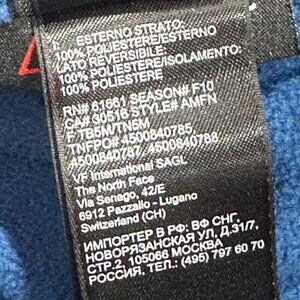 I: ESTERNO STRATO:
100% POLIESTERE/ESTERNO
LATO REVERSIBILE:
100% POLIESTERE/ISOLAMENTO:
100% POLIESTERE
RN# 61661 SEASON# F10
CA# 30516 STYLE# AMFN
F TB5M/TN5M
TNFPO# 4500840785,
4500840787, 4500840788
VF International SAGL
The North Face
Via Senago, 42/E
6912 Pazzallo - Lugano
Switzerland (CH)
ИМПОРТЕР В РФ: ВФ СНГ,
НОВОРЯЗАНСКАЯ УЛ, Д.31/7,
СТР.2, 105066 МОСКВА
РОССИЯ, ТЕЛ.: (495) 797 60 70